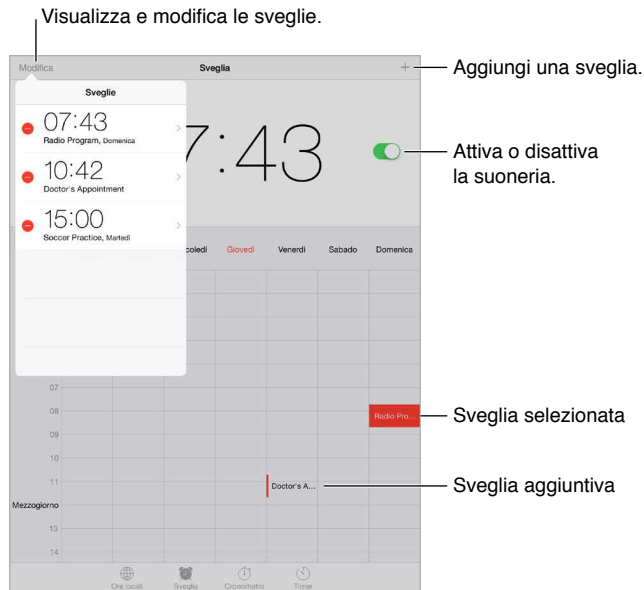 Visualizza e modifica le sveglie.
Modifica
Sveglia
+
Aggiungi una sveglia.
Sveglie
07:43
Radio Program, Domenica
10:42
Doctor's Appointment
15:00
Soccer Practice, Martedì
7:43
Attiva o disattiva
la suoneria.
coledì Giovedì Venerdì Sabado Domenica
07
08
Radio Pro...
Sveglia selezionata
09
10
11
Doctor's A...
Sveglia aggiuntiva
Mezzogiorno
13
14
Ore locali Sveglia Cronometro Timer